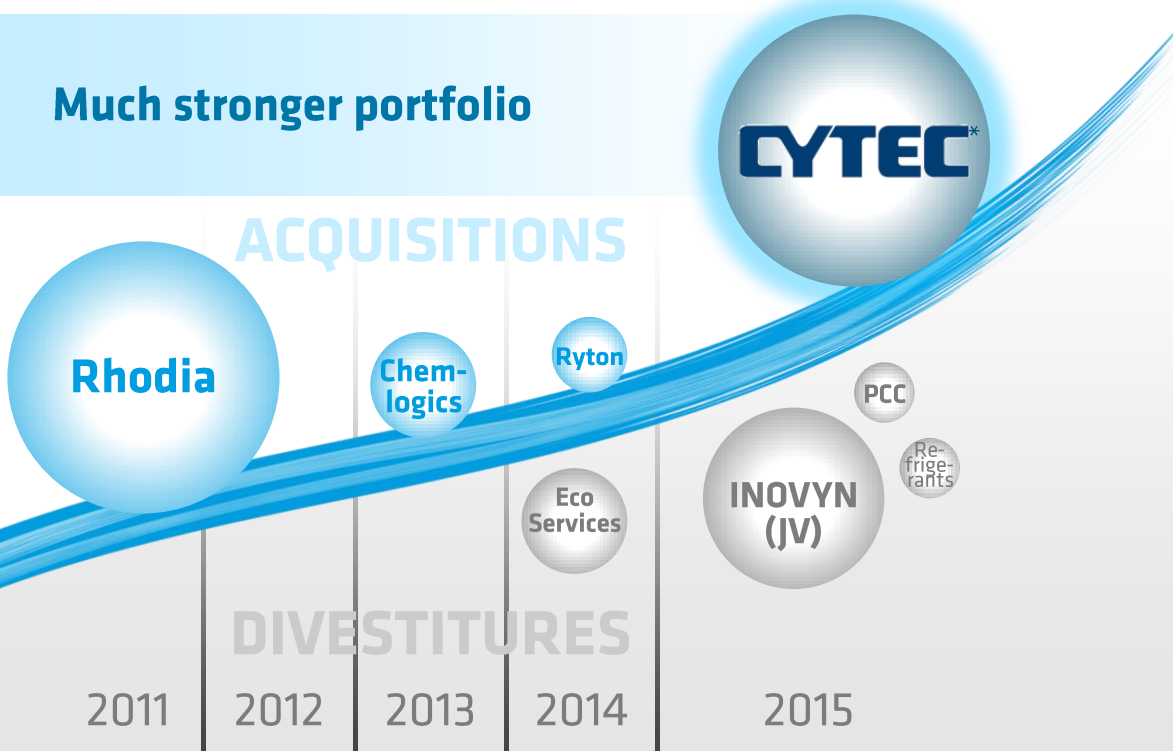 Much stronger portfolio
CYTEC*
ACQUISITIONS
Rhodia
Chem-
logics
Ryton
PCC
Re-
frige-
rants
Eco
Services
INOVYN
(JV)
DIVESTITURES
2011
2012
2013
2014
2015